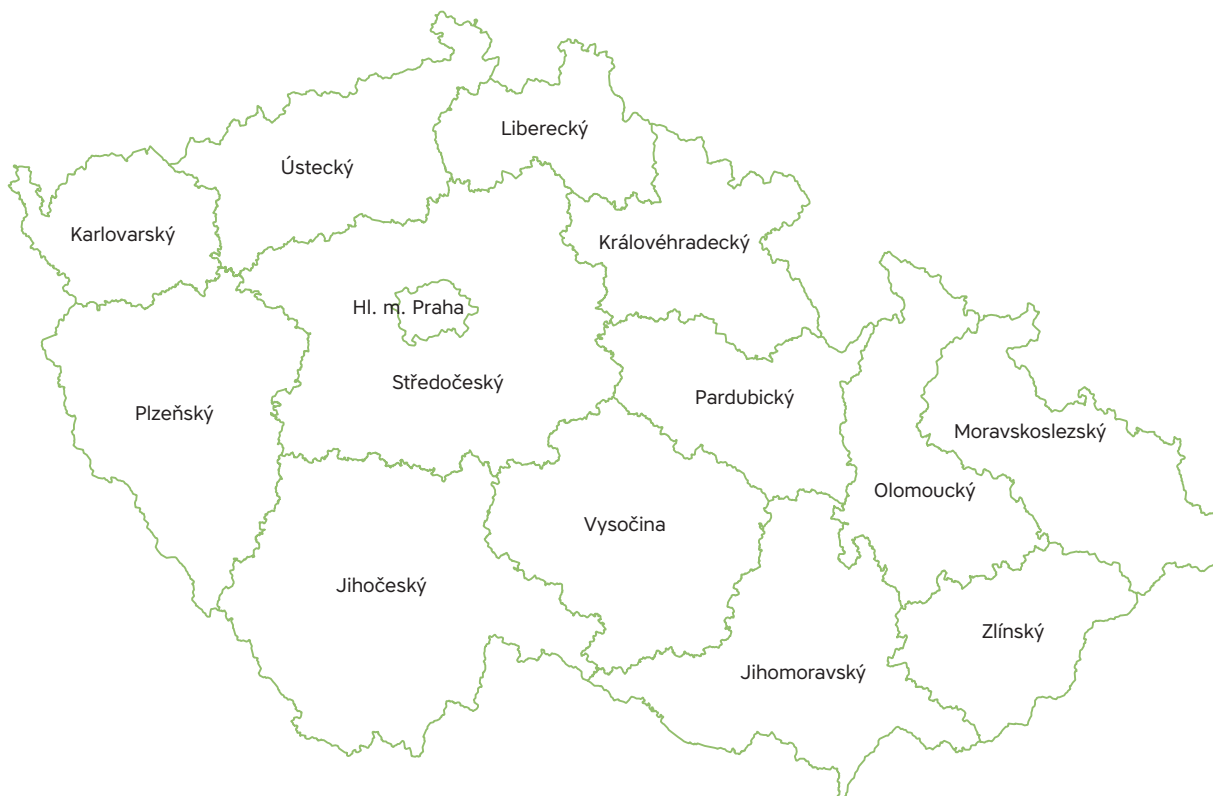 Liberecký
Ústecký
Karlovarský
Královéhradecký
Hl. m. Praha
Středočeský
Pardubický
Plzeňský
Moravskoslezský
Olomoucký
Vysočina
Jihočeský
Zlínský
Jihomoravský